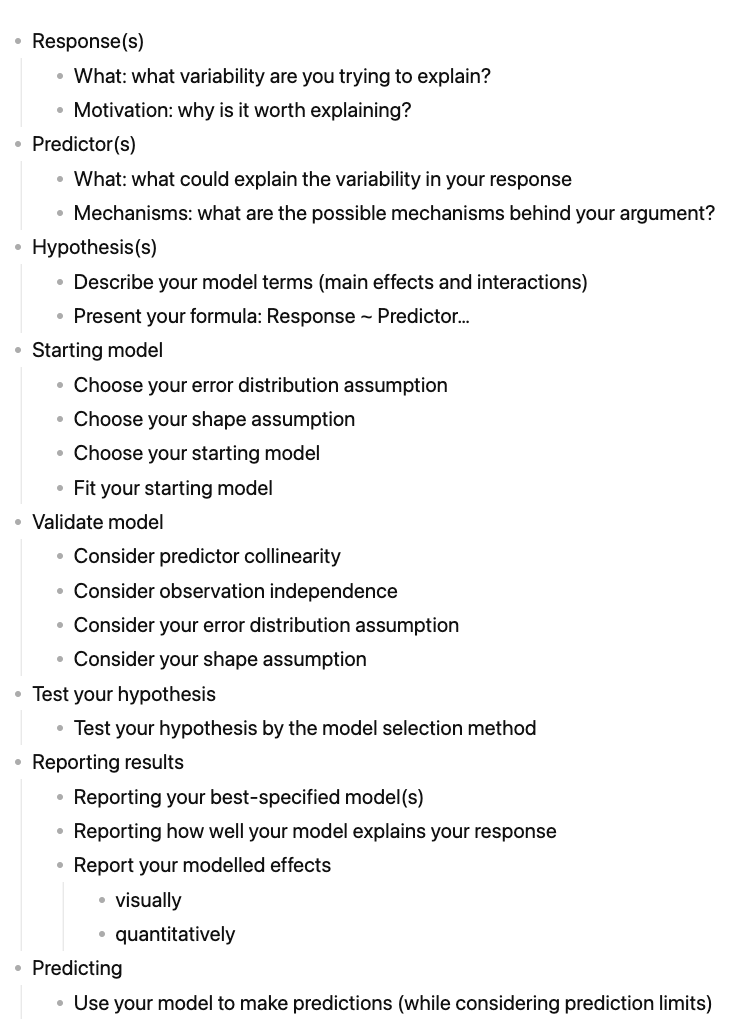 Response(s)
What: what variability are you trying to explain?
Motivation: why is it worth explaining?
Predictor(s)
What: what could explain the variability in your response
Mechanisms: what are the possible mechanisms behind your argument?
Hypothesis(s)
Describe your model terms (main effects and interactions)
Present your formula: Response ~ Predictor...
Starting model
Choose your error distribution assumption
Choose your shape assumption
Choose your starting model
Fit your starting model
Validate model
Consider predictor collinearity
Consider observation independence
Consider your error distribution assumption
Consider your shape assumption
Test your hypothesis
Test your hypothesis by the model selection method
Reporting results
Reporting your best-specified model(s)
Reporting how well your model explains your response
Report your modelled effects
visually
quantitatively
Predicting
Use your model to make predictions (while considering prediction limits)